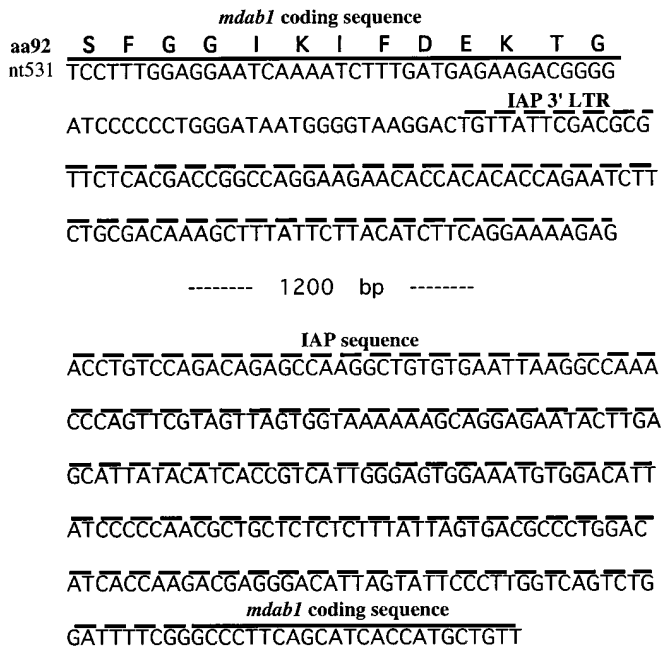 mdab1 coding sequence
aa92 S F G G I K I F D E K T G
nt531 TCCTTTGGAGGAATCAAAATCTTTGATGAGAAGACGGGG
IAP 3' LTR
ATCCCCCCTGGGATAATGGGGTAAGGACTGTTATTCGACGCG
TTCTCACGACCGGCCAGGAAGAACACCACACACCAGAATCTT
CTGCGACAAAGCTTTATTCTTACATCTTCAGGAAAAGAG
-------- 1200 bp --------
IAP sequence
ACCTGTCCAGACAGAGCCAAGGCTGTGTGAATTAAGGCCAAA
CCCAGTTCGTAGTTAGTGGTAAAAAAGCAGGAGAATACTTGA
GCATTATACATCACCGTCATTGGGAGTGGAAATGTGGACATT
ATCCCCCAACGCTGCTCTCTCTTTATTAGTGACGCCCTGGAC
ATCACCAAGACGAGGGACATTAGTATTCCCTTGGTCAGTCTG
mdab1 coding sequence
GATTTTCGGGCCCTTCAGCATCACCATGCTGTT